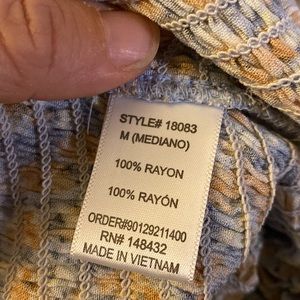 STYLE# 18083
M (MEDIANO)
100% RAYON
100% RAYÓN
ORDER#90129211400
RN# 148432
MADE IN VIETNAM